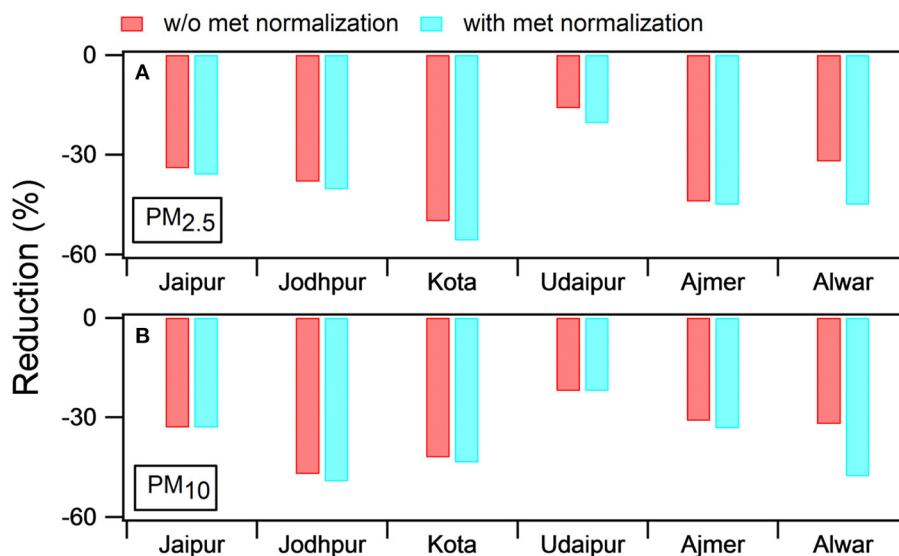 w/o met normalization with met normalization
Reduction (%)
A
0
-30
-60
PM2.5
Jaipur Jodhpur Kota Udaipur Ajmer Alwar
B
0
-30
-60
PM10
Jaipur Jodhpur Kota Udaipur Ajmer Alwar